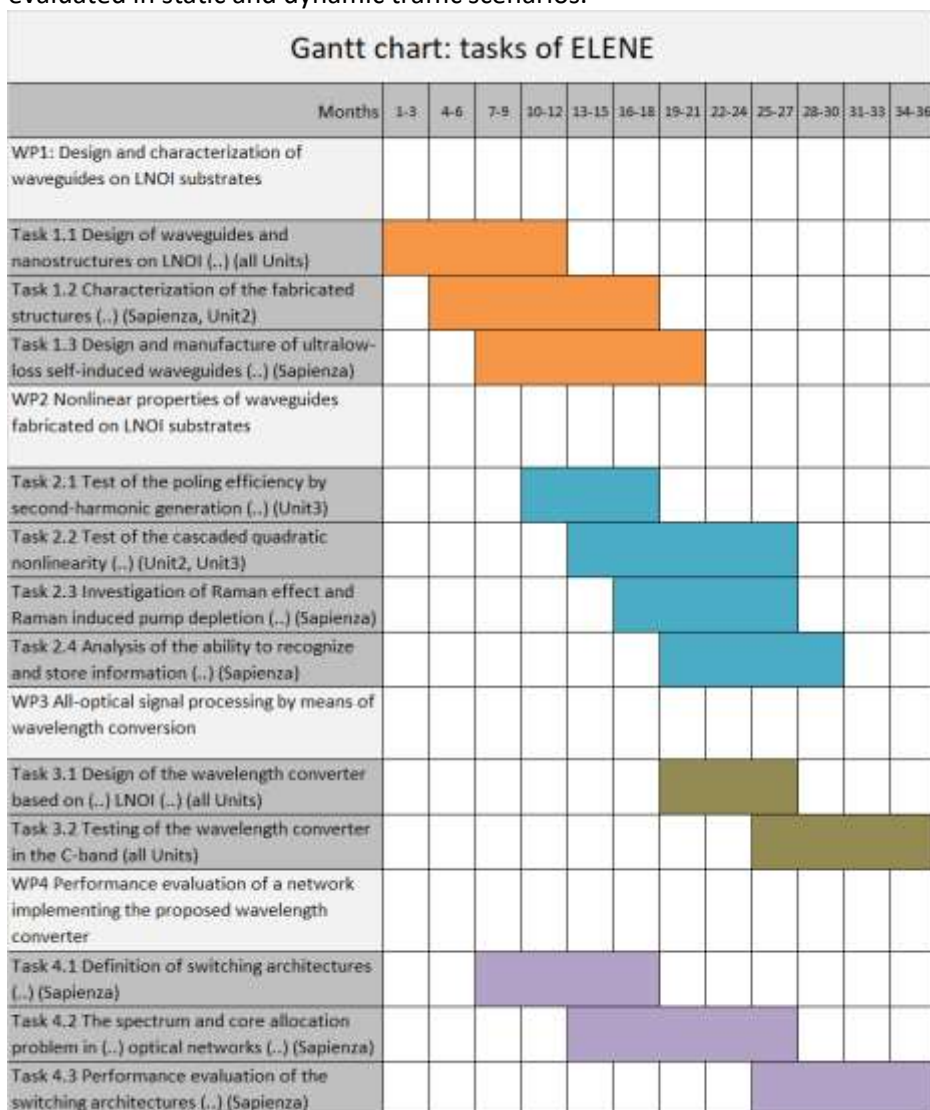 evaluated in static and dynamic traffic scenarios.
Gantt chart: tasks of ELENE
Months 1-3 4-6 7-9 10-12 13-15 16-18 19-21 22-24 25-27 28-30 31-33 34-36
WP1: Design and characterization of
waveguides on LNOI substrates
Task 1.1 Design of waveguides and
nanostructures on LNOI (..) (all Units)
Task 1.2 Characterization of the fabricated
structures (..) (Sapienza, Unit2)
Task 1.3 Design and manufacture of ultralow-
loss self-induced waveguides (..) (Sapienza)
WP2 Nonlinear properties of waveguides
fabricated on LNOI substrates
Task 2.1 Test of the poling efficiency by
second-harmonic generation (..) (Unit3)
Task 2.2 Test of the cascaded quadratic
nonlinearity (..) (Unit2, Unit3)
Task 2.3 Investigation of Raman effect and
Raman induced pump depletion (..) (Sapienza)
Task 2.4 Analysis of the ability to recognize
and store information (..) (Sapienza)
WP3 All-optical signal processing by means of
wavelength conversion
Task 3.1 Design of the wavelength converter
based on (..) LNOI (..) (all Units)
Task 3.2 Testing of the wavelength converter
in the C-band (all Units)
WP4 Performance evaluation of a network
implementing the proposed wavelength
converter
Task 4.1 Definition of switching architectures
(..) (Sapienza)
Task 4.2 The spectrum and core allocation
problem in (..) optical networks (..) (Sapienza)
Task 4.3 Performance evaluation of the
switching architectures (..) (Sapienza)